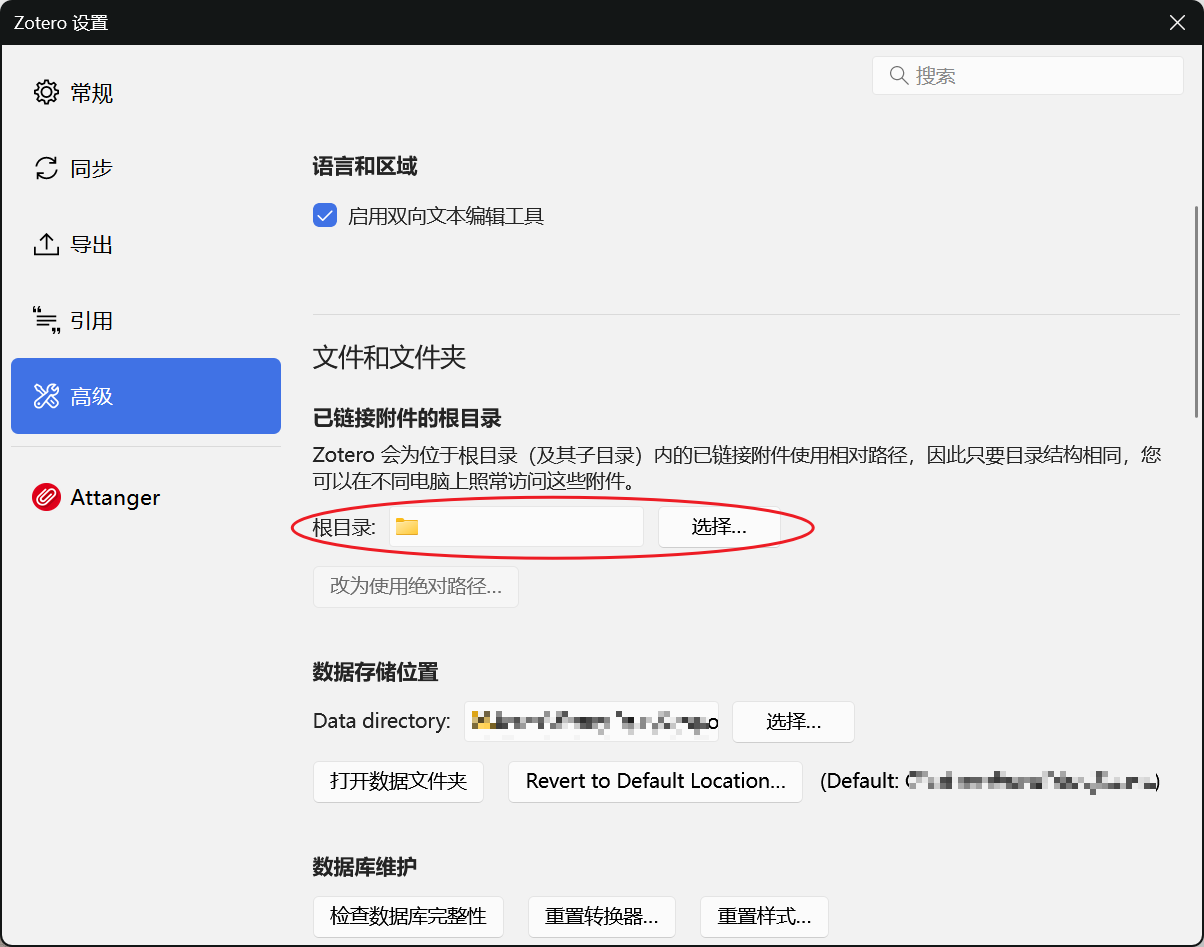 Zotero 设置
搜索
常规
同步
导出
引用
高级
Attanger
语言和区域
启用双向文本编辑工具
文件和文件夹
已链接附件的根目录
Zotero 会为位于根目录（及其子目录）内的已链接附件使用相对路径，因此只要目录结构相同，您
可以在不同电脑上照常访问这些附件。
根目录: 选择...
改为使用绝对路径...
数据存储位置
Data directory: 选择...
打开数据文件夹 Revert to Default Location... (Default: )
数据库维护
检查数据库完整性 重置转换器... 重置样式...